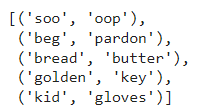 [('soo', 'oop'),
('beg', 'pardon'),
('bread', 'butter'),
('golden', 'key'),
('kid', 'gloves')]